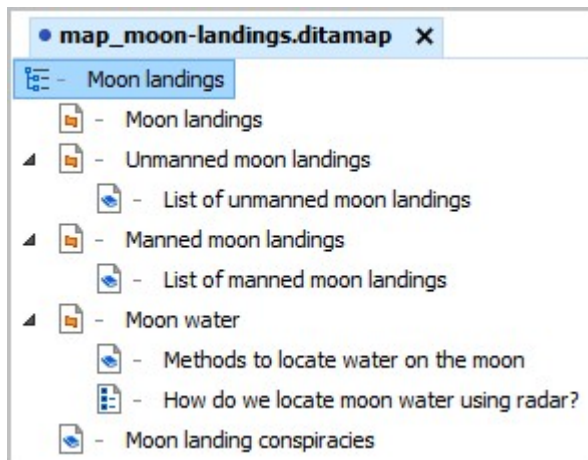 map_moon-landings.ditamap
– Moon landings
– Moon landings
– Unmanned moon landings
– List of unmanned moon landings
– Manned moon landings
– List of manned moon landings
– Moon water
– Methods to locate water on the moon
– How do we locate moon water using radar?
– Moon landing conspiracies